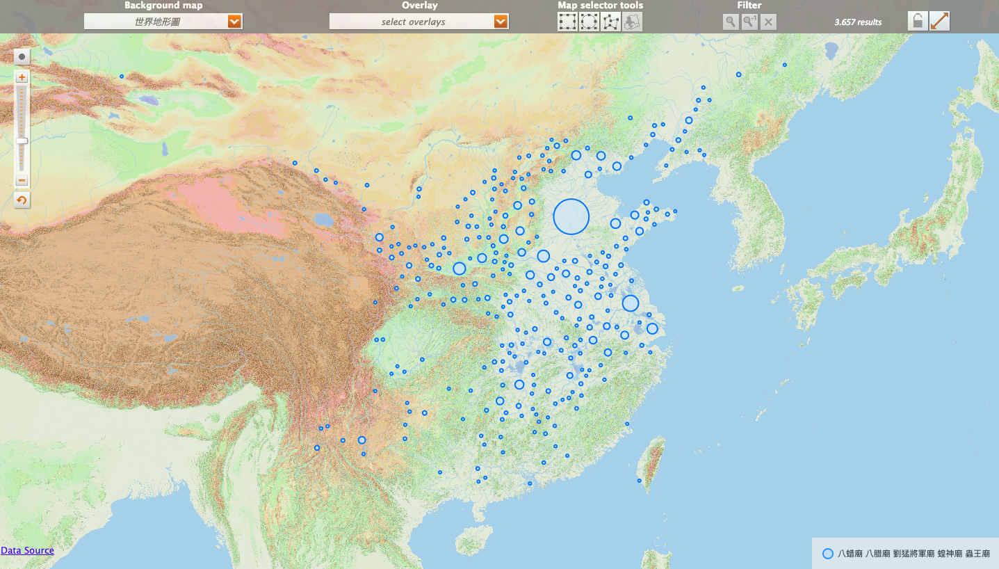 Background map
Overlay
Map selector tools
Filter
世界地形圖
select overlays
-1
3.657 results
Data Source
八蜡廟 八腊廟 劉猛將軍廟 蝗神廟 蟲王廟